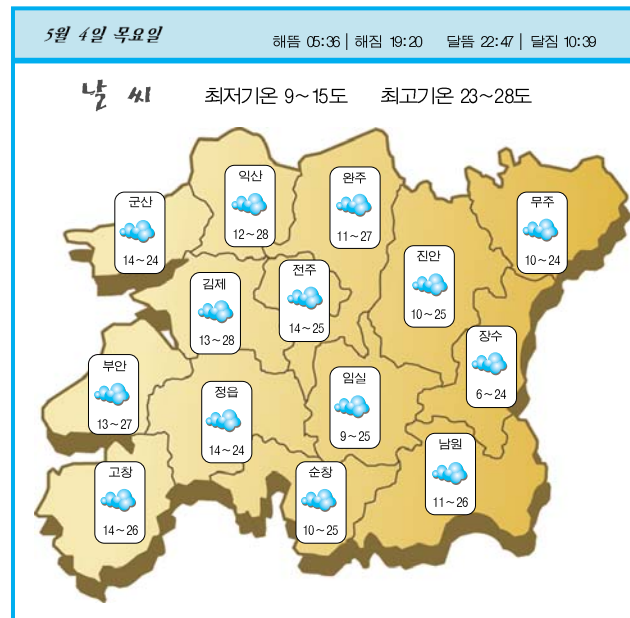 5월 4일 목요일
해뜸 05:36 | 해짐 19:20 달뜸 22:47 | 달짐 10:39
날 씨 최저기온 9~15도 최고기온 23~28도
익산
12~28
완주
11~27
무주
10~24
군산
14~24
진안
10~25
전주
14~25
김제
13~28
장수
6~24
부안
13~27
임실
9~25
정읍
14~24
남원
11~26
고창
14~26
순창
10~25